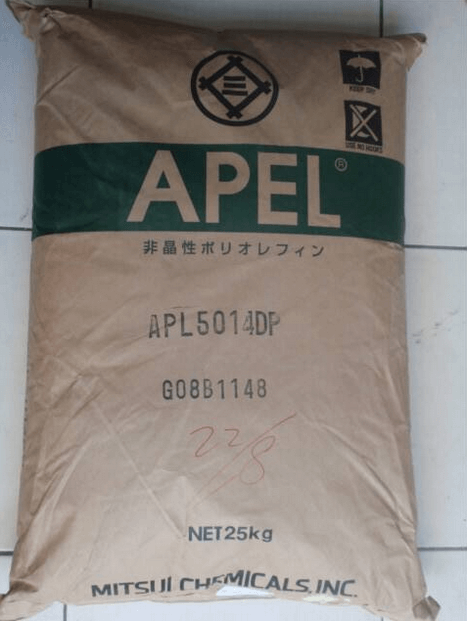 三
KEEP DRY
USE NO HOOKS
APEL®
非晶性ポリオレフィン
APL5014DP
G08B1148
22/8
NET25kg
MITSUI CHEMICALS, INC.